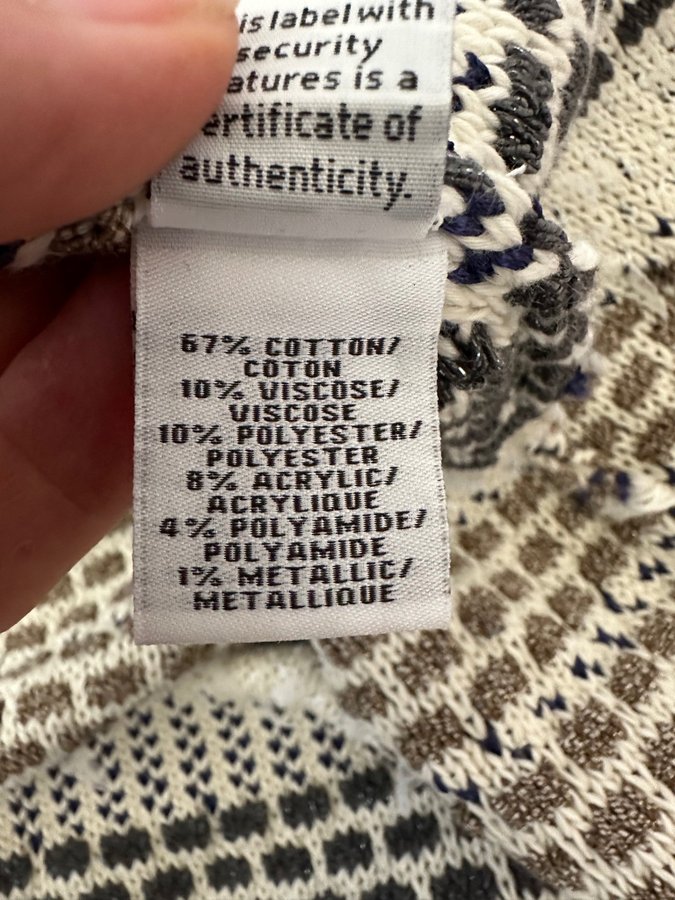 is label with
security
atures is a
ertificate of
authenticity.
67% COTTON/
COTON
10% VISCOSE/
VISCOSE
10% POLYESTER/
POLYESTER
8% ACRYLIC/
ACRYLIQUE
4% POLYAMIDE/
POLYAMIDE
1% METALLIC/
METALLIQUE